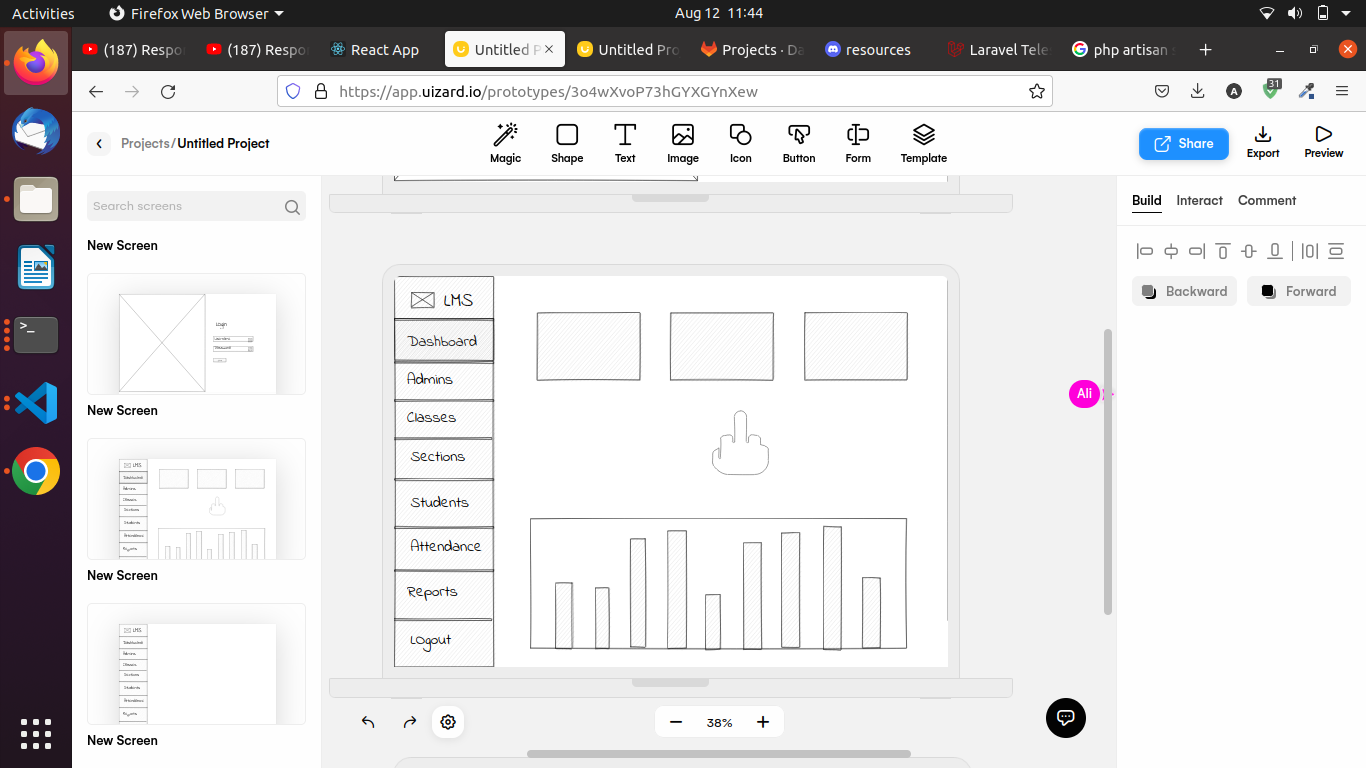 Activities
Firefox Web Browser
Aug 12 11:44
(187) Respo
(187) Respo
React App
Untitled P
Untitled Pro
Projects · Da
resources
Laravel Tele
php artisan s
https://app.uizard.io/prototypes/3o4wXvoP73hGYXGYnXew
A
31
Projects/Untitled Project
Magic
Shape
Text
Image
Icon
Button
Form
Template
Share
Export
Preview
Search screens
New Screen
Login
New Screen
LMS
Dashboard
Admins
Classes
Sections
Students
Attendance
Reports
New Screen
LMS
Dashboard
Admins
Classes
Sections
Students
Attendance
Reports
New Screen
LMS
Dashboard
Admins
Classes
Sections
Students
Attendance
Reports
Logout
Ali
38%
Build
Interact
Comment
Backward
Forward